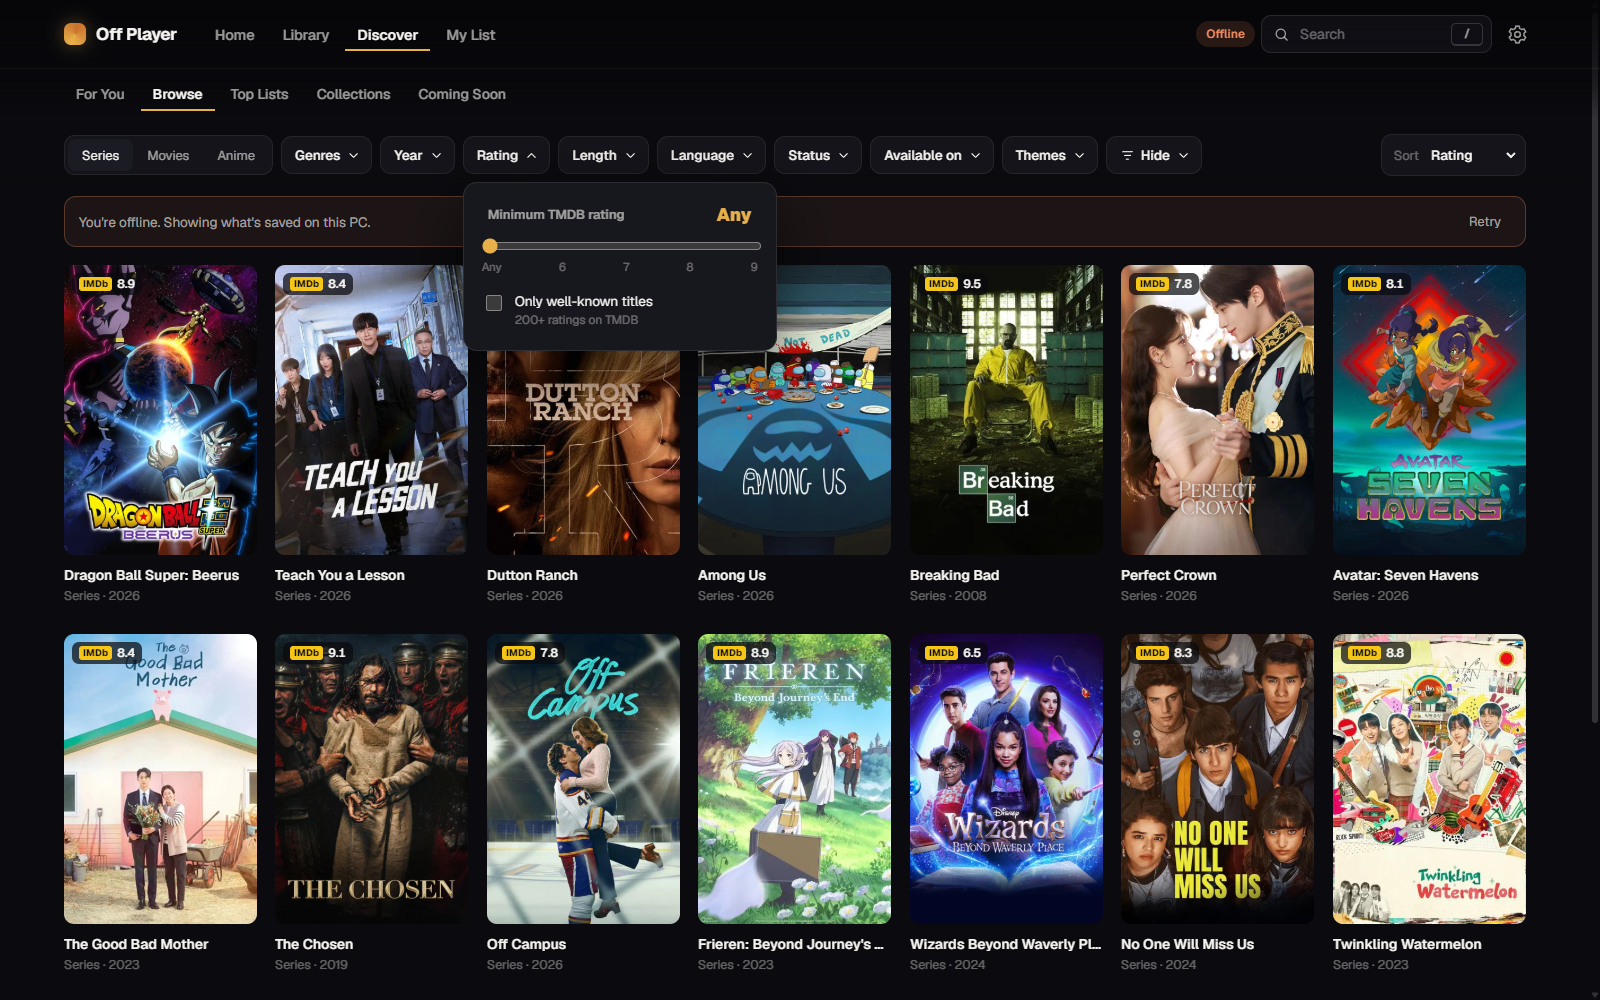 Off Player
Home
Library
Discover
My List
Offline
Search
/
For You
Browse
Top Lists
Collections
Coming Soon
Series
Movies
Anime
Genres
Year
Rating
Length
Language
Status
Available on
Themes
Hide
Sort
Rating
You're offline. Showing what's saved on this PC.
Retry
Minimum TMDB rating
Any
Any
6
7
8
9
Only well-known titles
200+ ratings on TMDB
IMDb 8.9
DRAGONBALL
SUPER
BEERUS
Dragon Ball Super: Beerus
Series · 2026
IMDb 8.4
TEACH YOU
A LESSON
Teach You a Lesson
Series · 2026
DUTTON
RANCH
Dutton Ranch
Series · 2026
NOT DEAD
AMONG US
Among Us
Series · 2026
IMDb 9.5
Breaking
Bad
Breaking Bad
Series · 2008
IMDb 7.8
PERFECT
CROWN
Perfect Crown
Series · 2026
IMDb 8.1
AVATAR
SEVEN
HAVENS
Avatar: Seven Havens
Series · 2026
IMDb 8.4
The
Good Bad
Mother
The Good Bad Mother
Series · 2023
IMDb 9.1
THE CHOSEN
The Chosen
Series · 2019
IMDb 7.8
Off
Campus
Off Campus
Series · 2026
IMDb 8.9
FRIEREN
Beyond Journey's End
Frieren: Beyond Journey's ...
Series · 2023
IMDb 6.5
Disney
Wizards
BEYOND WAVERLY PLACE
Wizards Beyond Waverly Pl...
Series · 2024
IMDb 8.3
NO ONE
WILL
MISS US
No One Will Miss Us
Series · 2024
IMDb 8.8
Twinkling
Watermelon
Twinkling Watermelon
Series · 2023